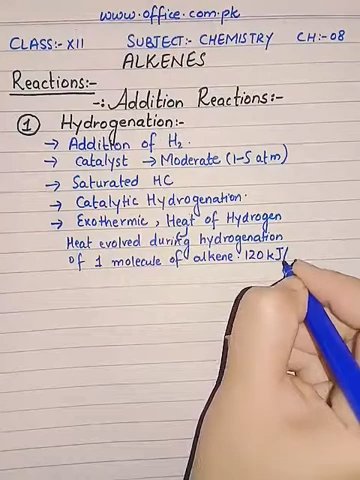 www.office.com.pk
CLASS:- XII SUBJECT:- CHEMISTRY CH:- 08
ALKENES
Reactions:-
-: Addition Reactions:-
① Hydrogenation:-
→ Addition of H₂.
→ Catalyst → Moderate (1-5 atm)
→ Saturated HC
→ Catalytic Hydrogenation.
→ Exothermic, Heat of Hydrogen
Heat evolved during hydrogenation
of 1 molecule of alkene. 120 kJ/